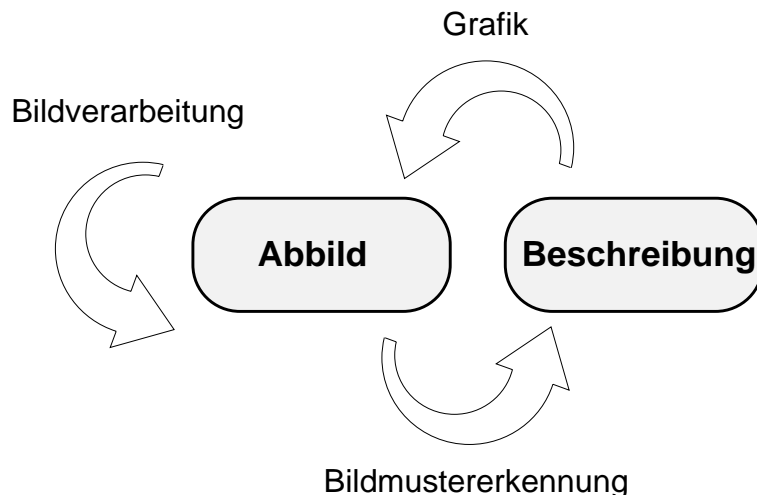 Grafik
Bildverarbeitung
Abbild
Beschreibung
Bildmustererkennung